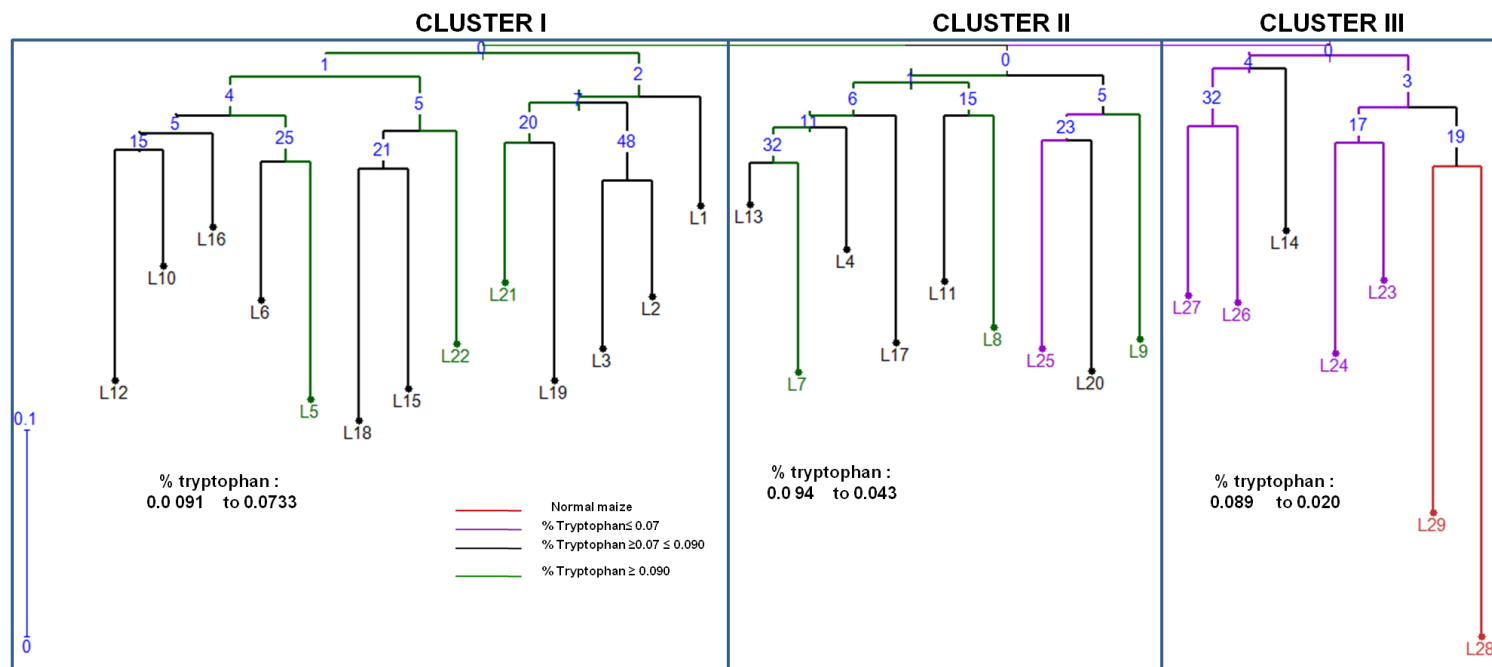 CLUSTER I
CLUSTER II
CLUSTER III
0
0
0
1
2
1
4
3
4
5
7
6
15
5
32
5
25
20
11
23
17
19
15
21
48
32
L1
L13
L16
L4
L14
L10
L6
L21
L2
L11
L27
L26
L23
L12
L5
L18
L15
L22
L19
L3
L7
L17
L8
L25
L20
L9
L24
L29
L28
0.1
0
% tryptophan :
0.0 091 to 0.0733
% tryptophan :
0.0 94 to 0.043
% tryptophan :
0.089 to 0.020
Normal maize
% Tryptophan≤ 0.07
% Tryptophan ≥0.07 ≤ 0.090
% Tryptophan ≥ 0.090